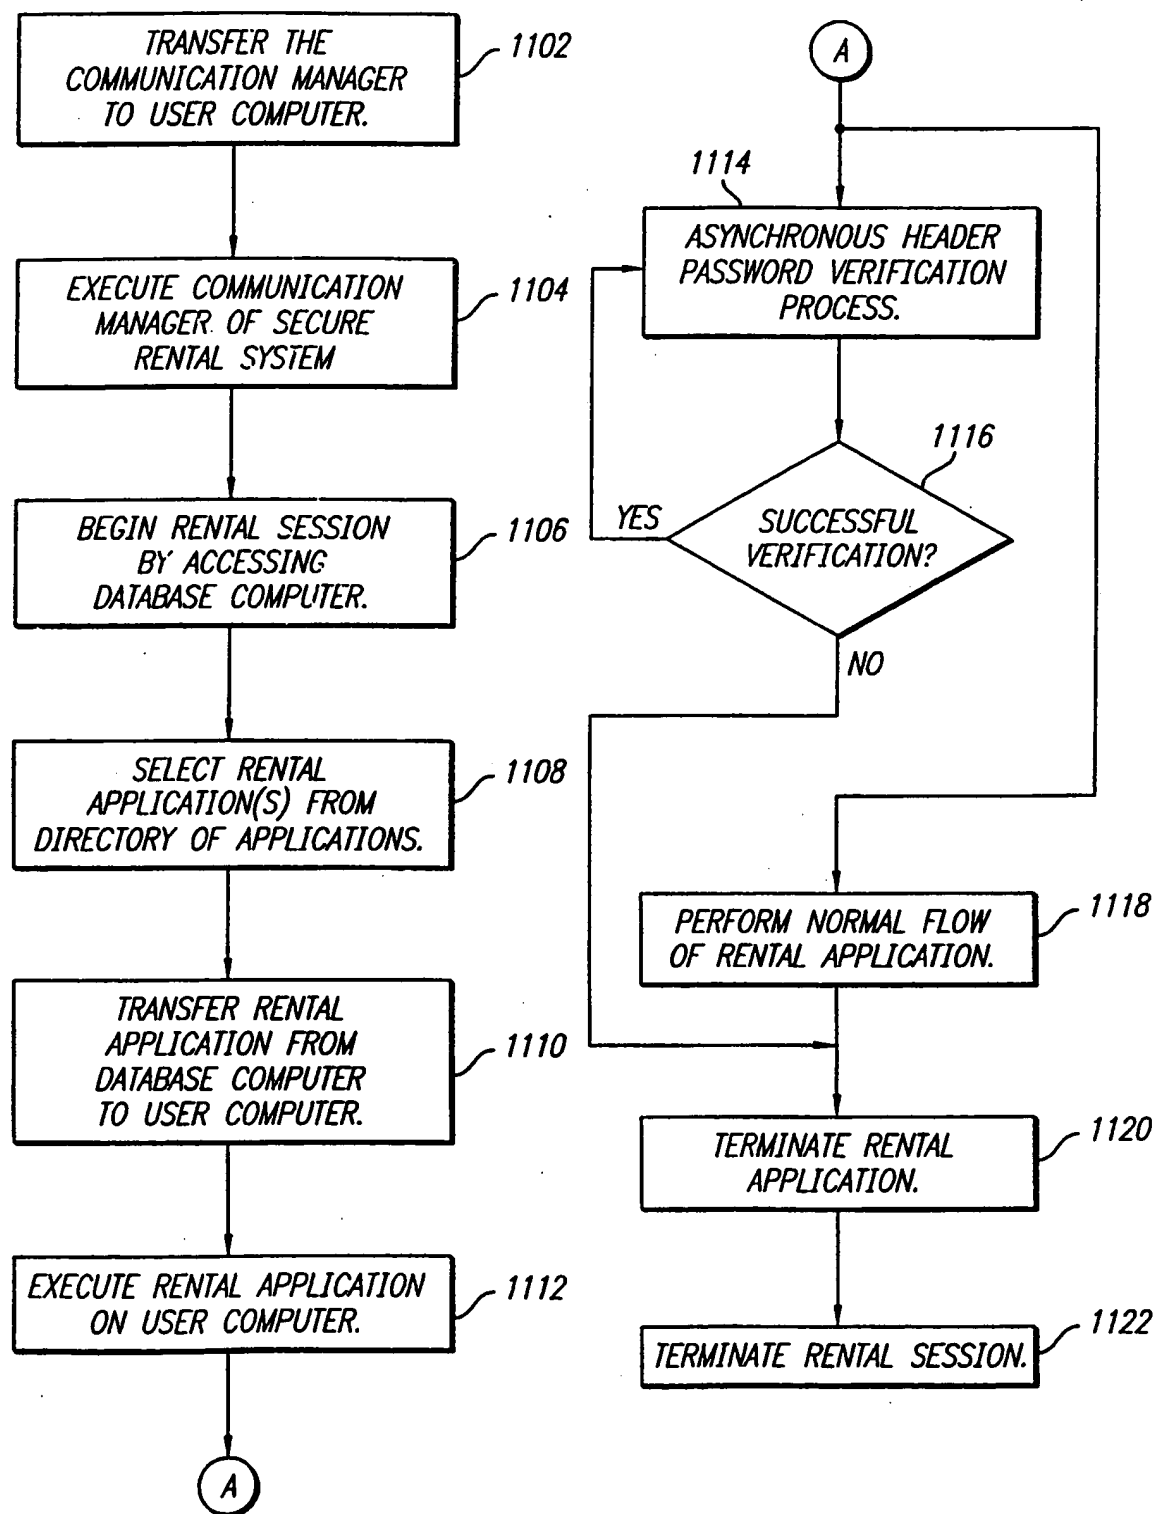 TRANSFER THE
COMMUNICATION MANAGER
TO USER COMPUTER.
1102
EXECUTE COMMUNICATION
MANAGER OF SECURE
RENTAL SYSTEM
1104
BEGIN RENTAL SESSION
BY ACCESSING
DATABASE COMPUTER.
1106
SELECT RENTAL
APPLICATION(S) FROM
DIRECTORY OF APPLICATIONS.
1108
TRANSFER RENTAL
APPLICATION FROM
DATABASE COMPUTER
TO USER COMPUTER.
1110
EXECUTE RENTAL APPLICATION
ON USER COMPUTER.
1112
A
A
1114
ASYNCHRONOUS HEADER
PASSWORD VERIFICATION
PROCESS.
1116
SUCCESSFUL
VERIFICATION?
YES
NO
PERFORM NORMAL FLOW
OF RENTAL APPLICATION.
1118
TERMINATE RENTAL
APPLICATION.
1120
TERMINATE RENTAL SESSION.
1122